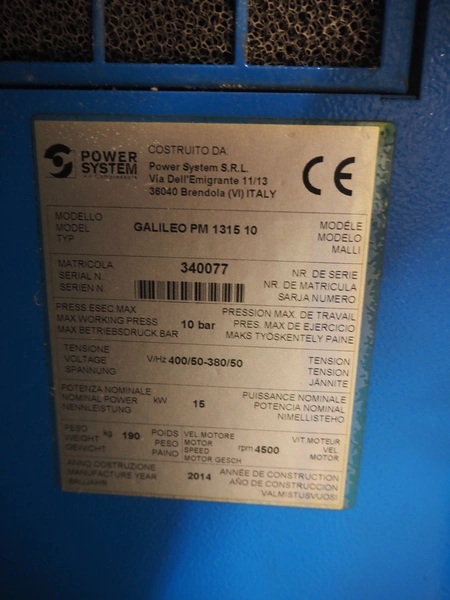 POWER SYSTEM
Air Compressors
COSTRUITO DA:
Power System S.R.L.
Via Dell'Emigrante 11/13
36040 Brendola (VI) ITALY
CE
MODELLO
MODEL
TYP
GALILEO PM 1315 10
MODÈLE
MODELO
MALLI
MATRICOLA
SERIAL N.
SERIEN N.
340077
NR. DE SERIE
NR. DE MATRICULA
SARJA NUMERO
PRESS ESEC MAX
MAX WORKING PRESS
MAX BETRIEBSDRUCK BAR
10 bar
PRESSION MAX DE TRAVAIL
PRES. MAX DE EJERCICIO
MAKS TYÖSKENTELY PAINE
TENSIONE
VOLTAGE
SPANNUNG
V/Hz 400/50-380/50
TENSION
TENSION
JÄNNITE
POTENZA NOMINALE
NOMINAL POWER
NENNLEISTUNG
kW 15
PUISSANCE NOMINALE
POTENCIA NOMINAL
NIMELLISTEHO
PESO
WEIGHT
GEWICHT
kg 190
POIDS
PESO
PAINO
VEL MOTORE
MOTOR SPEED
MOTOR GESCH
rpm 4500
VIT MOTEUR
VEL MOTOR
ANNO COSTRUZIONE
MANUFACTURE YEAR
BAUJAHR
2014
ANNÉE DE CONSTRUCTION
AÑO DE CONSTRUCCION
VALMISTUSVUOSI